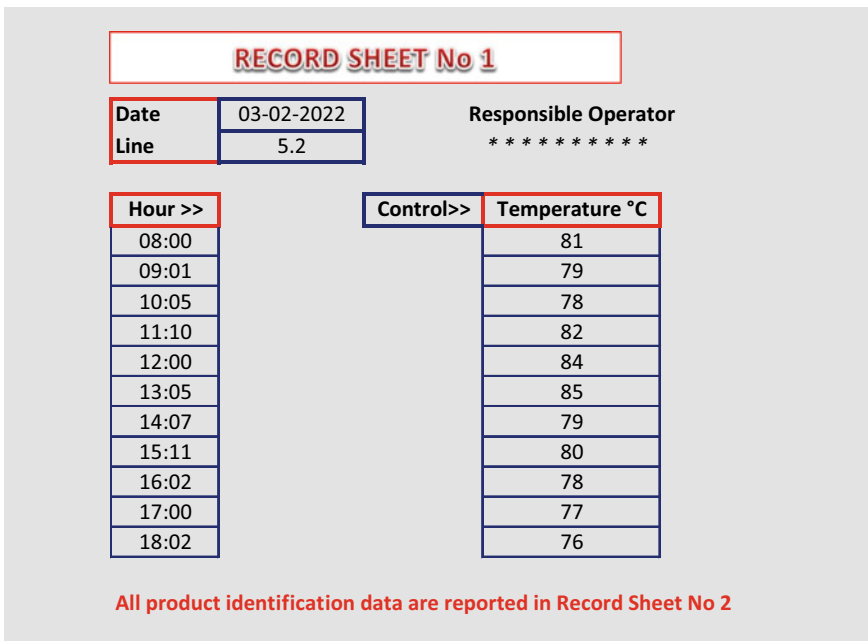 RECORD SHEET No 1
Date 03-02-2022 Responsible Operator
Line 5.2 * * * * * * * * * *
Hour >> Control>> Temperature °C
08:00 81
09:01 79
10:05 78
11:10 82
12:00 84
13:05 85
14:07 79
15:11 80
16:02 78
17:00 77
18:02 76
All product identification data are reported in Record Sheet No 2